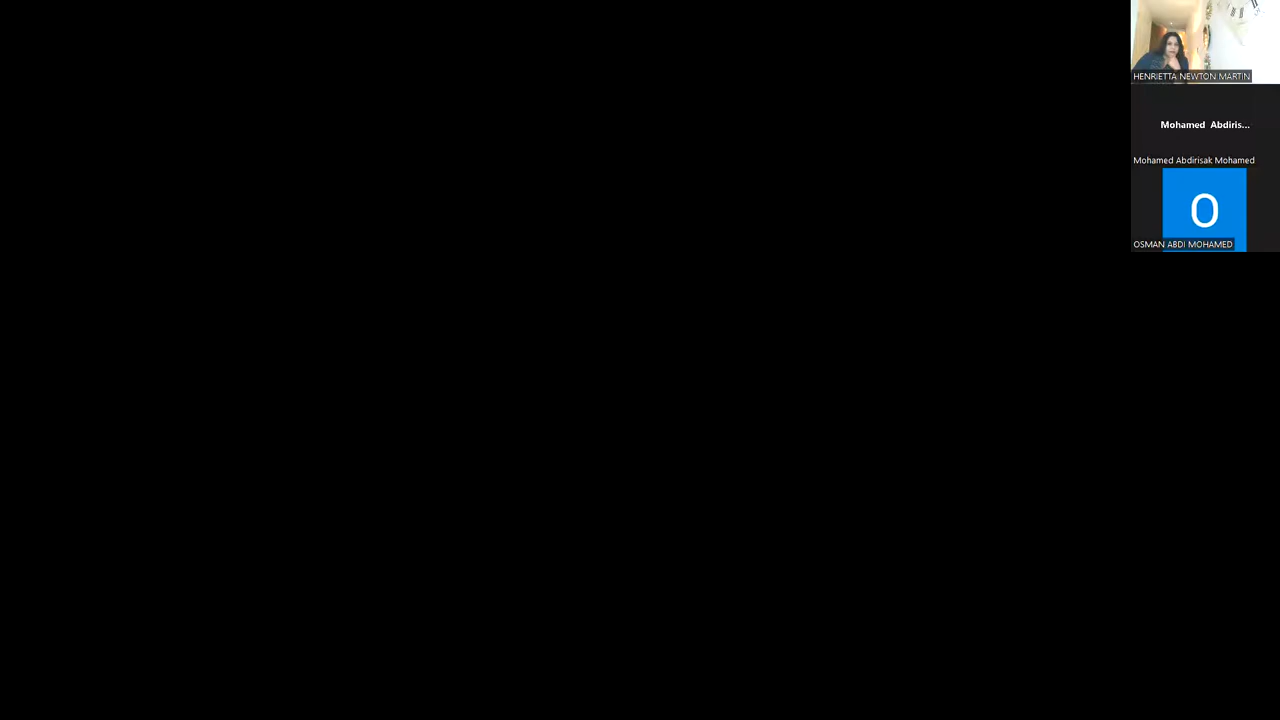 HENRIETTA NEWTON MARTIN
Mohamed Abdiris...
Mohamed Abdirisak Mohamed
O
OSMAN ABDI MOHAMED